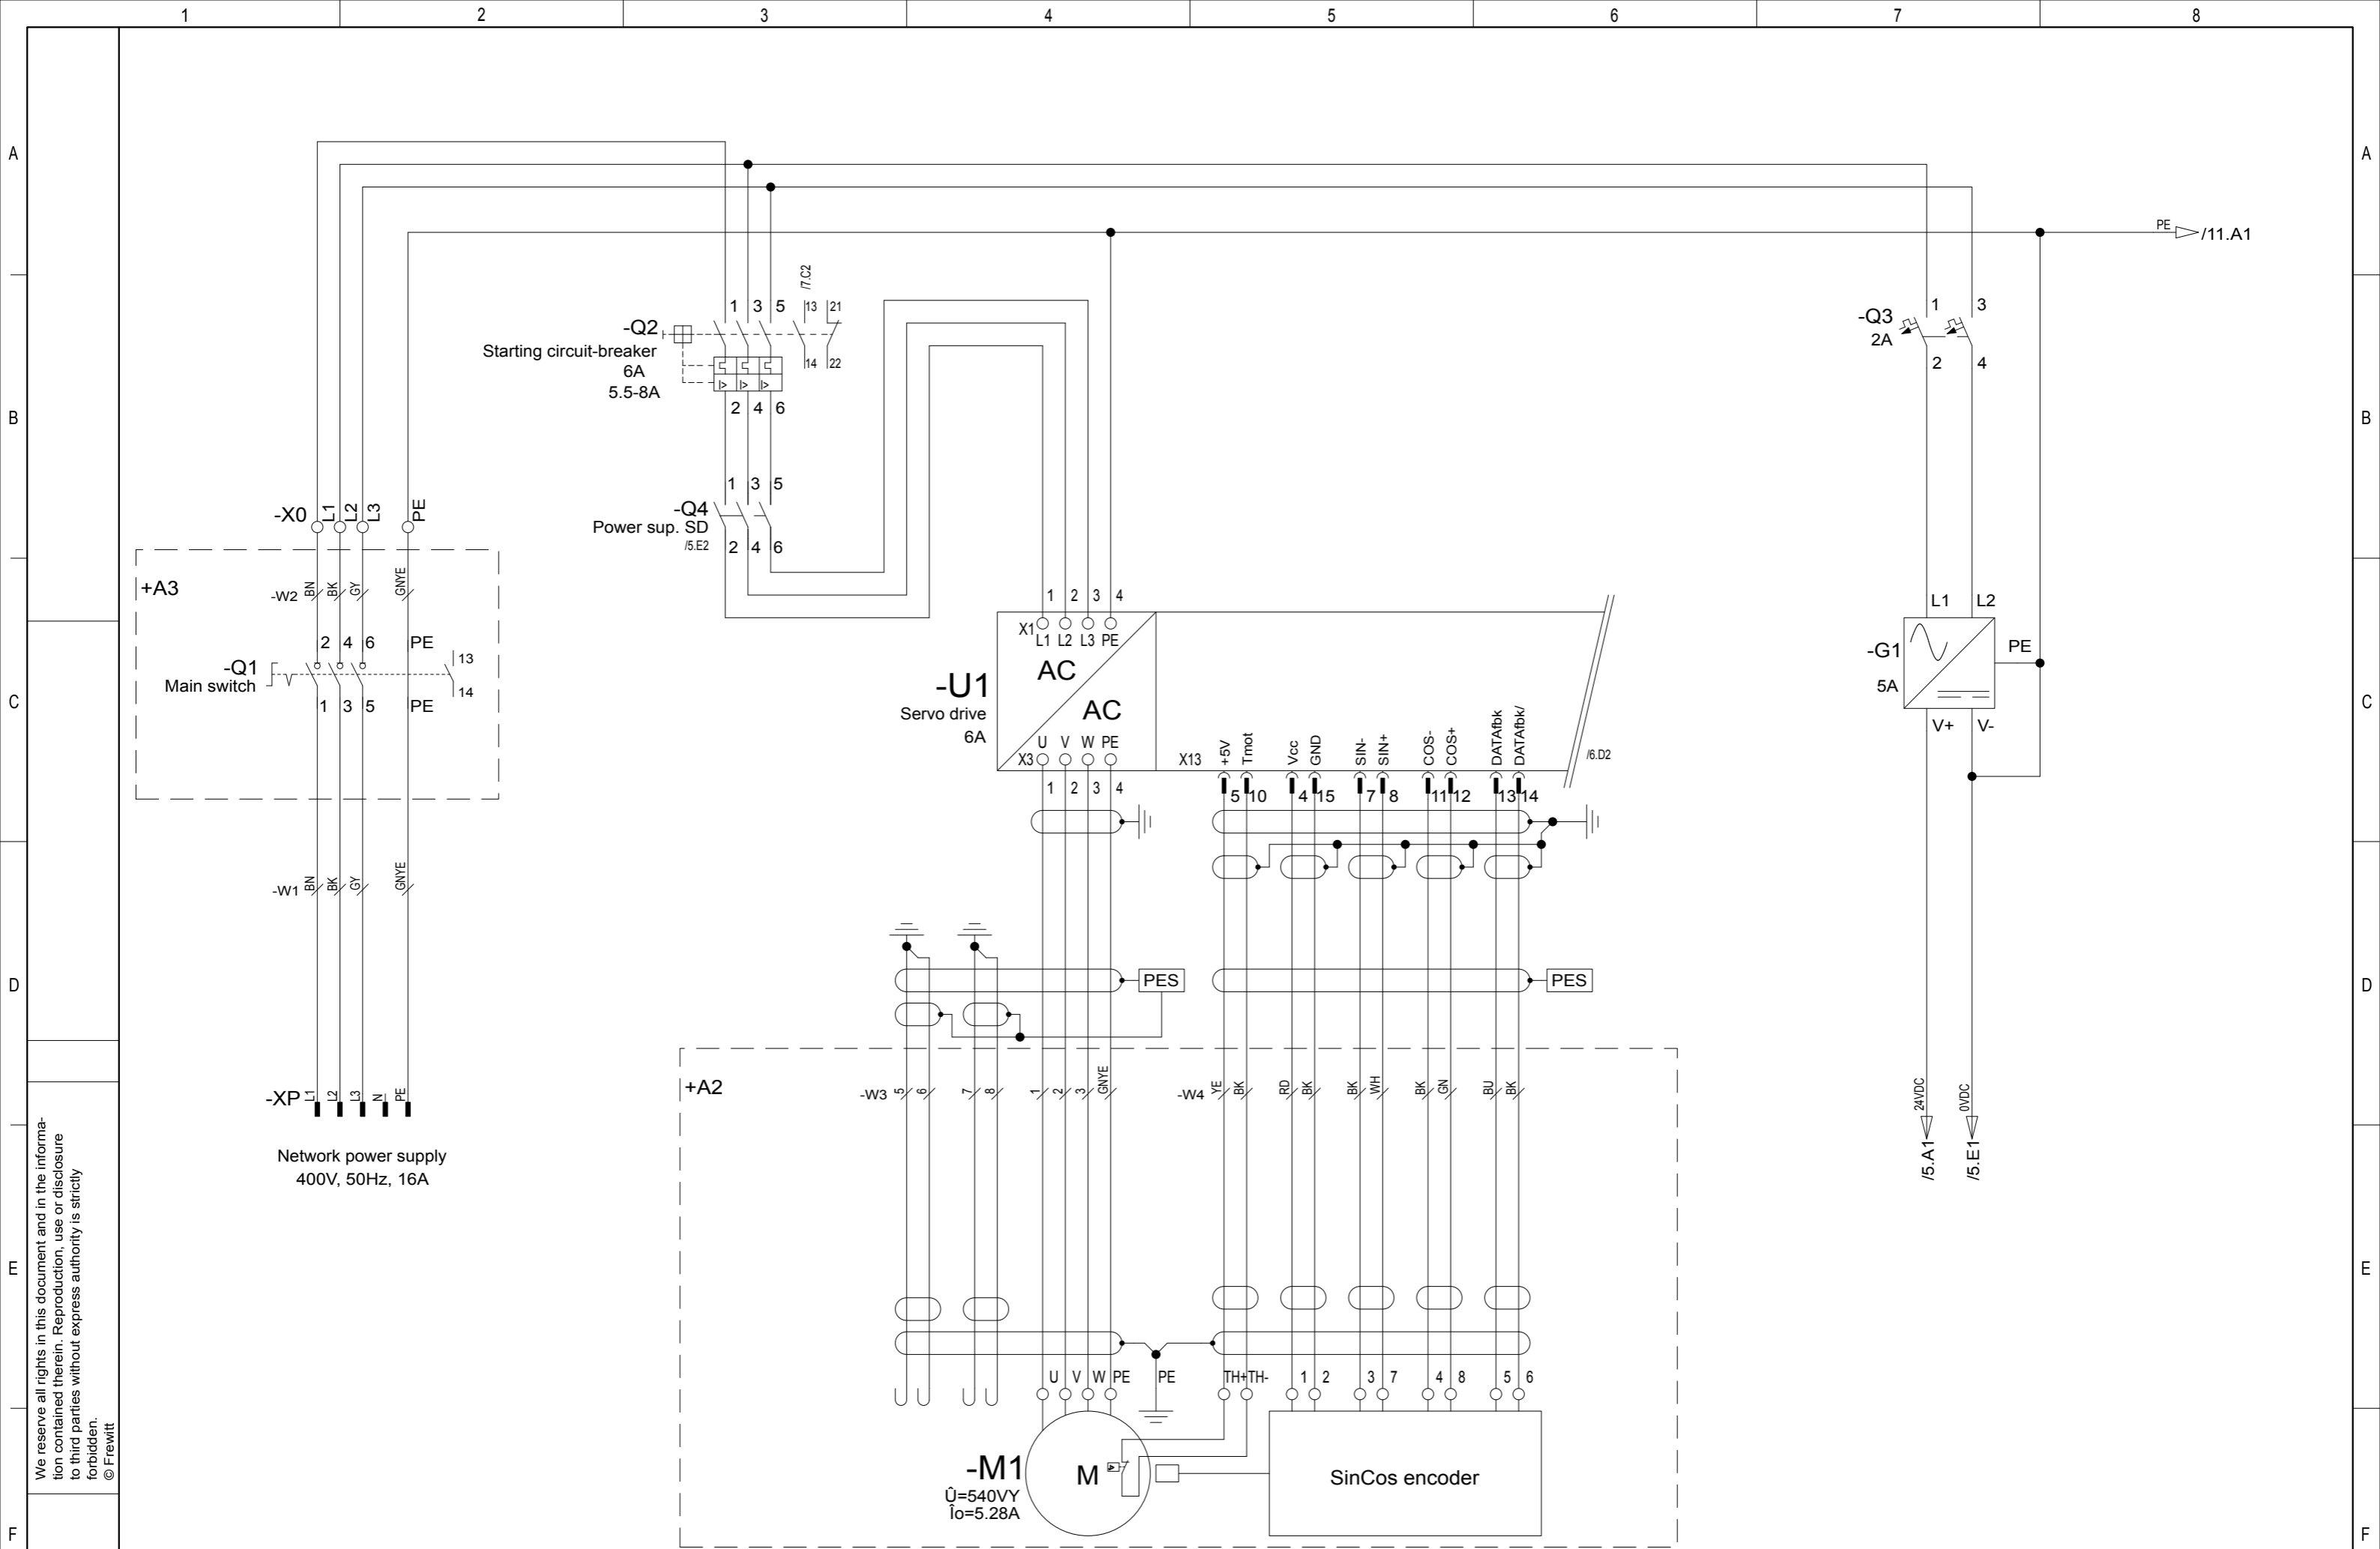 1 2 3 4 5 6 7 8
A A
PE /11.A1
/7.C2
1 3 5 13 21
-Q2
Starting circuit-breaker
6A
5.5-8A
14 22
I> I> I>
2 4 6
1 3
-Q3
2A
2 4
B B
1 3 5
-Q4
Power sup. SD
/5.E2
2 4 6
-X0 L1 L2 L3 PE
+A3
-W2 BN BK GY GNYE
2 4 6 PE 13
-Q1
Main switch
14
1 3 5 PE
1 2 3 4
X1 L1 L2 L3 PE
AC
-U1
Servo drive
6A
AC
U V W PE
X3
1 2 3 4
X13 +5V Tmot Vcc GND SIN- SIN+ COS- COS+ DATAfbk DATAfbk/
/6.D2
5 10 4 15 7 8 11 12 13 14
L1 L2
-G1
5A
PE
V+ V-
C C
-W1 BN BK GY GNYE
PES PES
D D
+A2
-W3 5 6 7 8 1 2 3 GNYE
-W4 YE BK RD BK BK WH BK GN BU BK
-XP L1 L2 L3 N PE
Network power supply
400V, 50Hz, 16A
24VDC 0VDC
/5.A1 /5.E1
E E
U V W PE PE TH+ TH- 1 2 3 7 4 8 5 6
-M1
Û=540VY
Îo=5.28A
M
SinCos encoder
We reserve all rights in this document and in the informa-
tion contained therein. Reproduction, use or disclosure
to third parties without express authority is strictly
forbidden.
© Frewitt
F F